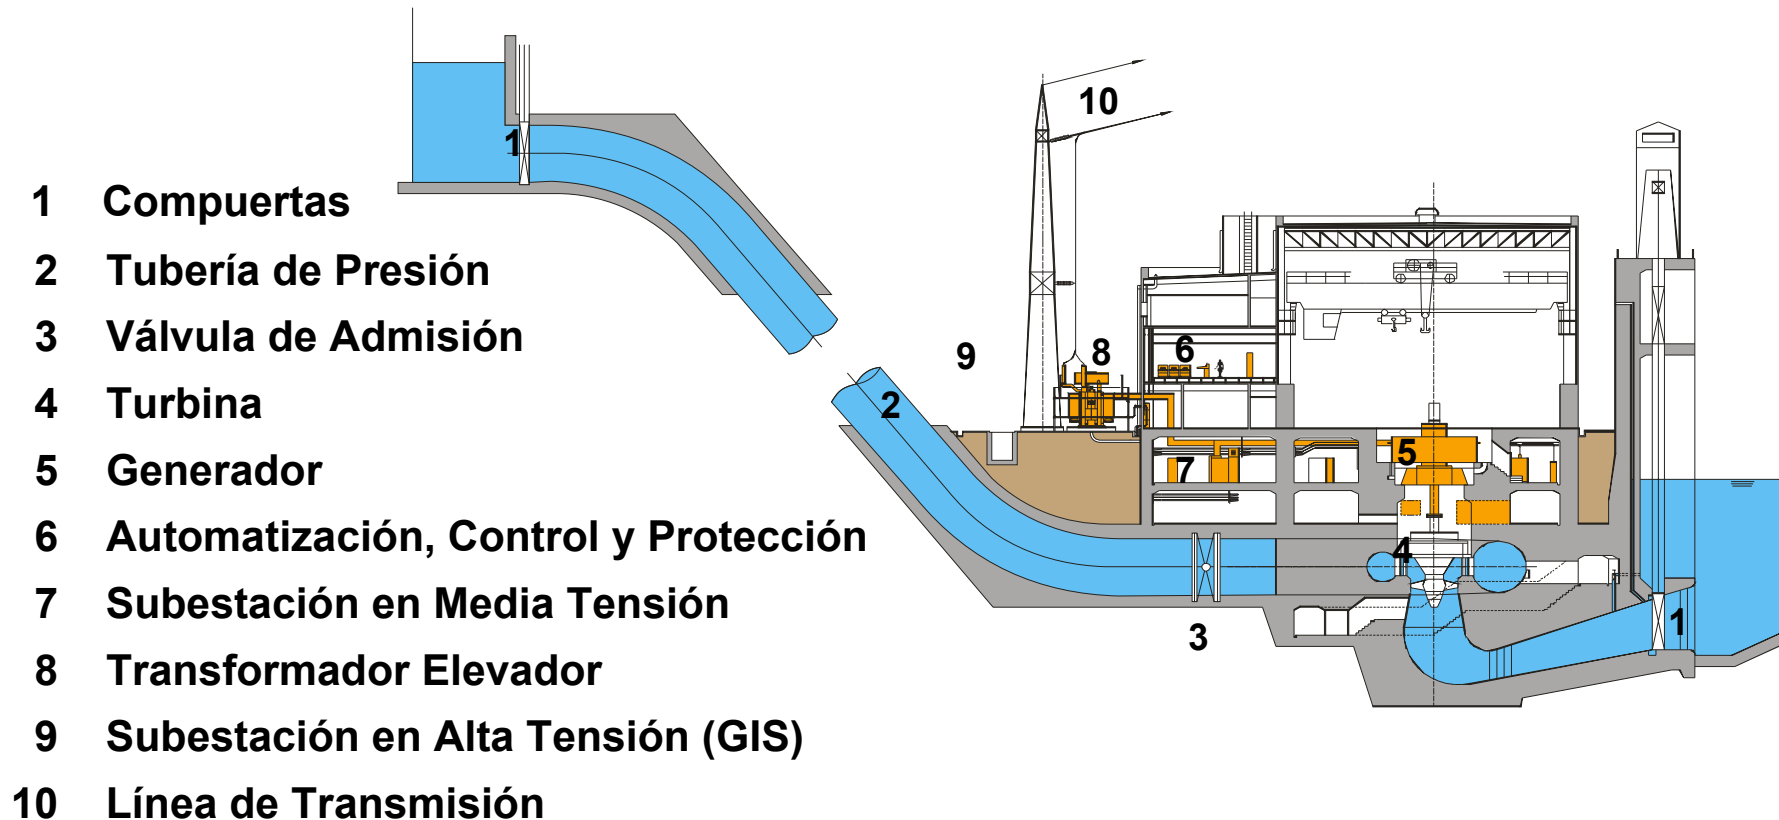 1 Compuertas
2 Tubería de Presión
3 Válvula de Admisión
4 Turbina
5 Generador
6 Automatización, Control y Protección
7 Subestación en Media Tensión
8 Transformador Elevador
9 Subestación en Alta Tensión (GIS)
10 Línea de Transmisión
1
10
9
8
6
2
5
7
4
3
1